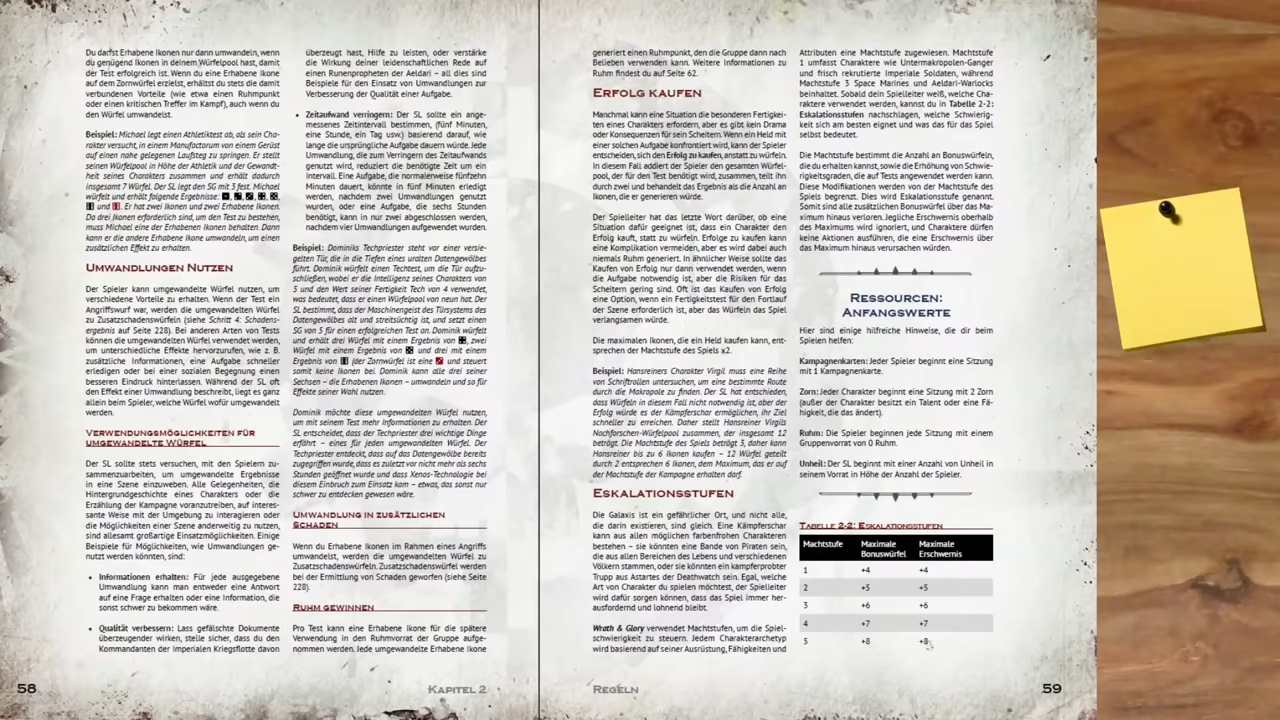 Du darfst Erhabene Ikonen nur dann umwandeln, wenn
du genügend Ikonen in deinem Würfelpool hast, damit
der Test erfolgreich ist. Wenn du eine Erhabene Ikone
auf dem Zornwürfel erzielst, erhältst du stets die damit
verbundenen Vorteile (wie etwa einen Ruhmpunkt
oder einen kritischen Treffer im Kampf), auch wenn du
den Würfel umwandelst.
Beispiel: Michael legt einen Athletiktest ab, als sein Cha-
rakter versucht, in einem Manufactorum von einem Gerüst
auf einen nahe gelegenen Laufsteg zu springen. Er stellt
seinen Würfelpool in Höhe der Athletik und der Gewandt-
heit seines Charakters zusammen und erhält dadurch
insgesamt 7 Würfel. Der SL legt den SG mit 3 fest. Michael
würfelt und erhält folgende Ergebnisse:
und . Er hat zwei Ikonen und zwei Erhabene Ikonen.
Da drei Ikonen erforderlich sind, um den Test zu bestehen,
muss Michael eine der Erhabenen Ikonen behalten. Dann
kann er die andere Erhabene Ikone umwandeln, um einen
zusätzlichen Effekt zu erhalten.
Umwandlungen Nutzen
Der Spieler kann umgewandelte Würfel nutzen, um
verschiedene Vorteile zu erhalten. Wenn der Test ein
Angriffswurf war, werden die umgewandelten Würfel
zu Zusatzschadenswürfeln (siehe Schritt 4: Schadens-
ergebnis auf Seite 228). Bei anderen Arten von Tests
können die umgewandelten Würfel verwendet werden,
um unterschiedliche Effekte hervorzurufen, wie z. B.
zusätzliche Informationen, eine Aufgabe schneller
erledigen oder bei einer sozialen Begegnung einen
besseren Eindruck hinterlassen. Während der SL oft
den Effekt einer Umwandlung beschreibt, liegt es ganz
allein beim Spieler, welche Würfel wofür umgewandelt
werden.
Verwendungsmöglichkeiten für
umgewandelte Würfel
Der SL sollte stets versuchen, mit den Spielern zu-
sammenzuarbeiten, um umgewandelte Ergebnisse
in eine Szene einzuweben. Alle Gelegenheiten, die
Hintergrundgeschichte eines Charakters oder die
Erzählung der Kampagne voranzutreiben, auf interes-
sante Weise mit der Umgebung zu interagieren oder
die Möglichkeiten einer Szene anderweitig zu nutzen,
sind allesamt großartige Einsatzmöglichkeiten. Einige
Beispiele für Möglichkeiten, wie Umwandlungen ge-
nutzt werden könnten, sind:
• Informationen erhalten: Für jede ausgegebene
Umwandlung kann man entweder eine Antwort
auf eine Frage erhalten oder eine Information, die
sonst schwer zu bekommen wäre.
• Qualität verbessern: Lass gefälschte Dokumente
überzeugender wirken, stelle sicher, dass du den
Kommandanten der Imperialen Kriegsflotte davon
58
überzeugt hast, Hilfe zu leisten, oder verstärke
die Wirkung deiner leidenschaftlichen Rede auf
einen Runenpropheten der Aeldari – all dies sind
Beispiele für den Einsatz von Umwandlungen zur
Verbesserung der Qualität einer Aufgabe.
• Zeitaufwand verringern: Der SL sollte ein ange-
messenes Zeitintervall bestimmen, (fünf Minuten,
eine Stunde, ein Tag usw.) basierend darauf, wie
lange die ursprüngliche Aufgabe dauern würde. Jede
Umwandlung, die zum Verringern des Zeitaufwands
genutzt wird, reduziert die benötigte Zeit um ein
Intervall. Eine Aufgabe, die normalerweise fünfzehn
Minuten dauert, könnte in fünf Minuten erledigt
werden, nachdem zwei Umwandlungen genutzt
wurden, oder eine Aufgabe, die sechs Stunden
benötigt, kann in nur zwei abgeschlossen werden,
nachdem vier Umwandlungen aufgewendet wurden.
Beispiel: Dominiks Techpriester steht vor einer versie-
gelten Tür, die in die Tiefen eines uralten Datengewölbes
führt. Dominik würfelt einen Techtest, um die Tür aufzu-
schließen, wobei er die Intelligenz seines Charakters von
5 und den Wert seiner Fertigkeit Tech von 4 verwendet,
was bedeutet, dass er einen Würfelpool von neun hat. Der
SL bestimmt, dass der Maschinengeist des Türsystems des
Datengewölbes alt und streitsüchtig ist, und setzt einen
SG von 5 für einen erfolgreichen Test an. Dominik würfelt
und erhält drei Würfel mit einem Ergebnis von , zwei
Würfel mit einem Ergebnis von und drei mit einem
Ergebnis von (der Zornwürfel ist eine und steuert
somit keine Ikonen bei. Dominik kann alle drei seiner
Sechsen – die Erhabenen Ikonen – umwandeln und so für
Effekte seiner Wahl nutzen.
Dominik möchte diese umgewandelten Würfel nutzen,
um mit seinem Test mehr Informationen zu erhalten. Der
SL entscheidet, dass der Techpriester drei wichtige Dinge
erfährt – eines für jeden umgewandelten Würfel. Der
Techpriester entdeckt, dass auf das Datengewölbe bereits
zugegriffen wurde, dass es zuletzt vor nicht mehr als sechs
Stunden geöffnet wurde und dass Xenos-Technologie bei
diesem Einbruch zum Einsatz kam – etwas, das sonst nur
schwer zu entdecken gewesen wäre.
Umwandlung in zusätzlichen
Schaden
Wenn du Erhabene Ikonen im Rahmen eines Angriffs
umwandelst, werden die umgewandelten Würfel zu
Zusatzschadenswürfeln. Zusatzschadenswürfel werden
bei der Ermittlung von Schaden geworfen (siehe Seite
228).
Ruhm gewinnen
Pro Test kann eine Erhabene Ikone für die spätere
Verwendung in den Ruhmvorrat der Gruppe aufge-
nommen werden. Jede umgewandelte Erhabene Ikone
Kapitel 2
generiert einen Ruhmpunkt, den die Gruppe dann nach
Belieben verwenden kann. Weitere Informationen zu
Ruhm findest du auf Seite 62.
Erfolg kaufen
Manchmal kann eine Situation die besonderen Fertigkei-
ten eines Charakters erfordern, aber es gibt kein Drama
oder Konsequenzen für sein Scheitern. Wenn ein Held mit
einer solchen Aufgabe konfrontiert wird, kann der Spieler
entscheiden, sich den Erfolg zu kaufen, anstatt zu würfeln.
In diesem Fall addiert der Spieler den gesamten Würfel-
pool, der für den Test benötigt wird, zusammen, teilt ihn
durch zwei und behandelt das Ergebnis als die Anzahl an
Ikonen, die er generieren würde.
Der Spielleiter hat das letzte Wort darüber, ob eine
Situation dafür geeignet ist, dass ein Charakter den
Erfolg kauft, statt zu würfeln. Erfolge zu kaufen kann
eine Komplikation vermeiden, aber es wird dabei auch
niemals Ruhm generiert. In ähnlicher Weise sollte das
Kaufen von Erfolg nur dann verwendet werden, wenn
die Aufgabe notwendig ist, aber die Risiken für das
Scheitern gering sind. Oft ist das Kaufen von Erfolg
eine Option, wenn ein Fertigkeitstest für den Fortlauf
der Szene erforderlich ist, aber das Würfeln das Spiel
verlangsamen würde.
Die maximalen Ikonen, die ein Held kaufen kann, ent-
sprechen der Machtstufe des Spiels x2.
Beispiel: Hansreiners Charakter Virgil muss eine Reihe
von Schriftrollen untersuchen, um eine bestimmte Route
durch die Makropole zu finden. Der SL hat entschieden,
dass Würfeln in diesem Fall nicht notwendig ist, aber der
Erfolg würde es der Kämpferschar ermöglichen, ihr Ziel
schneller zu erreichen. Daher stellt Hansreiner Virgils
Nachforschen-Würfelpool zusammen, der insgesamt 12
beträgt. Die Machtstufe des Spiels beträgt 3, daher kann
Hansreiner bis zu 6 Ikonen kaufen – 12 Würfel geteilt
durch 2 entsprechen 6 Ikonen, dem Maximum, das er auf
der Machtstufe der Kampagne erhalten darf.
Eskalationsstufen
Die Galaxis ist ein gefährlicher Ort, und nicht alle,
die darin existieren, sind gleich. Eine Kämpferschar
kann aus allen möglichen farbenfrohen Charakteren
bestehen – sie könnten eine Bande von Piraten sein,
die aus allen Bereichen des Lebens und verschiedenen
Völkern stammen, oder sie könnten ein kampferprobter
Trupp aus Astartes der Deathwatch sein. Egal, welche
Art von Charakter du spielen möchtest, der Spielleiter
wird dafür sorgen können, dass das Spiel immer her-
ausfordernd und lohnend bleibt.
Wrath & Glory verwendet Machtstufen, um die Spiel-
schwierigkeit zu steuern. Jedem Charakterarchetyp
wird basierend auf seiner Ausrüstung, Fähigkeiten und
Regeln
Attributen eine Machtstufe zugewiesen. Machtstufe
1 umfasst Charaktere wie Untermakropolen-Ganger
und frisch rekrutierte Imperiale Soldaten, während
Machtstufe 3 Space Marines und Aeldari-Warlocks
beinhaltet. Sobald dein Spielleiter weiß, welche Cha-
raktere verwendet werden, kannst du in Tabelle 2-2:
Eskalationsstufen nachschlagen, welche Schwierig-
keit sich am besten eignet und was das für das Spiel
selbst bedeutet.
Die Machtstufe bestimmt die Anzahl an Bonuswürfeln,
die du erhalten kannst, sowie die Erhöhung von Schwie-
rigkeitsgraden, die auf Tests angewendet werden kann.
Diese Modifikationen werden von der Machtstufe des
Spiels begrenzt. Dies wird Eskalationsstufe genannt.
Somit sind alle zusätzlichen Bonuswürfel über das Ma-
ximum hinaus verloren. Jegliche Erschwernis oberhalb
des Maximums wird ignoriert, und Charaktere dürfen
keine Aktionen ausführen, die eine Erschwernis über
das Maximum hinaus verursachen würden.
Ressourcen:
Anfangswerte
Hier sind einige hilfreiche Hinweise, die dir beim
Spielen helfen:
Kampagnenkarten: Jeder Spieler beginnt eine Sitzung
mit 1 Kampagnenkarte.
Zorn: Jeder Charakter beginnt eine Sitzung mit 2 Zorn
(außer der Charakter besitzt ein Talent oder eine Fä-
higkeit, die das ändert).
Ruhm: Die Spieler beginnen jede Sitzung mit einem
Gruppenvorrat von 0 Ruhm.
Unheil: Der SL beginnt mit einer Anzahl von Unheil in
seinem Vorrat in Höhe der Anzahl der Spieler.
Tabelle 2-2: Eskalationsstufen
Machtstufe Maximale Bonuswürfel Maximale Erschwernis
1 +4 +4
2 +5 +5
3 +6 +6
4 +7 +7
5 +8 +8
59